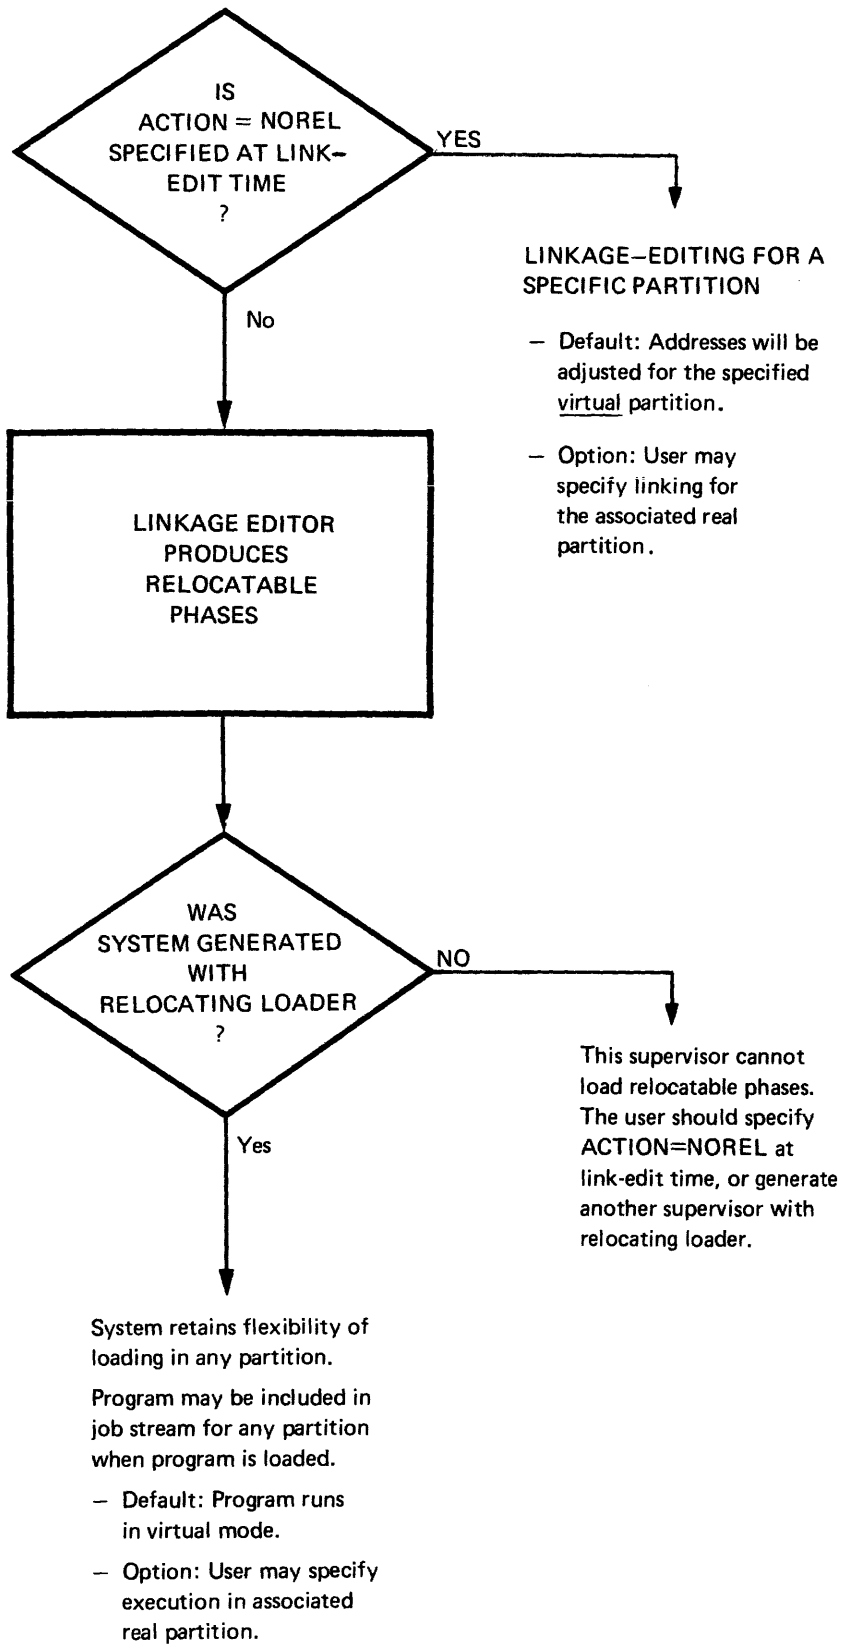 IS
ACTION = NOREL
SPECIFIED AT LINK–
EDIT TIME
?
YES
LINKAGE–EDITING FOR A
SPECIFIC PARTITION
– Default: Addresses will be
adjusted for the specified
virtual partition.
– Option: User may
specify linking for
the associated real
partition.
No
LINKAGE EDITOR
PRODUCES
RELOCATABLE
PHASES
WAS
SYSTEM GENERATED
WITH
RELOCATING LOADER
?
NO
This supervisor cannot
load relocatable phases.
The user should specify
ACTION=NOREL at
link-edit time, or generate
another supervisor with
relocating loader.
Yes
System retains flexibility of
loading in any partition.
Program may be included in
job stream for any partition
when program is loaded.
– Default: Program runs
in virtual mode.
– Option: User may specify
execution in associated
real partition.